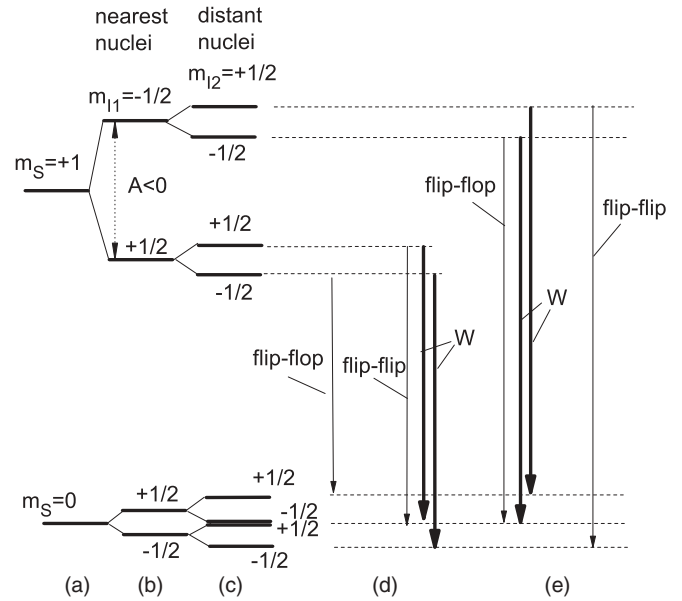 nearest
nuclei
distant
nuclei
m_I2=+1/2
m_I1=-1/2
-1/2
m_S=+1
A<0
flip-flop
flip-flip
+1/2
+1/2
-1/2
W
W
flip-flop
flip-flip
+1/2
m_S=0
+1/2
-1/2
+1/2
-1/2
-1/2
(a)
(b)
(c)
(d)
(e)